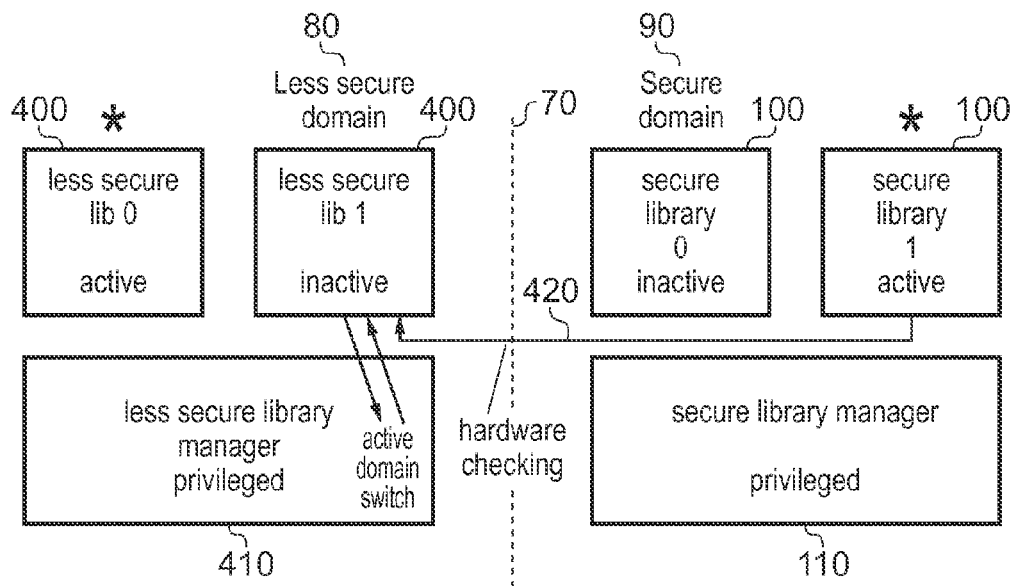 80
90
Less secure
domain
70
Secure
domain
400
*
400
100
*
100
less secure
lib 0
active
less secure
lib 1
inactive
secure
library
0
inactive
secure
library
1
active
420
less secure library
manager
privileged
active
domain
switch
hardware
checking
secure library manager
privileged
410
110